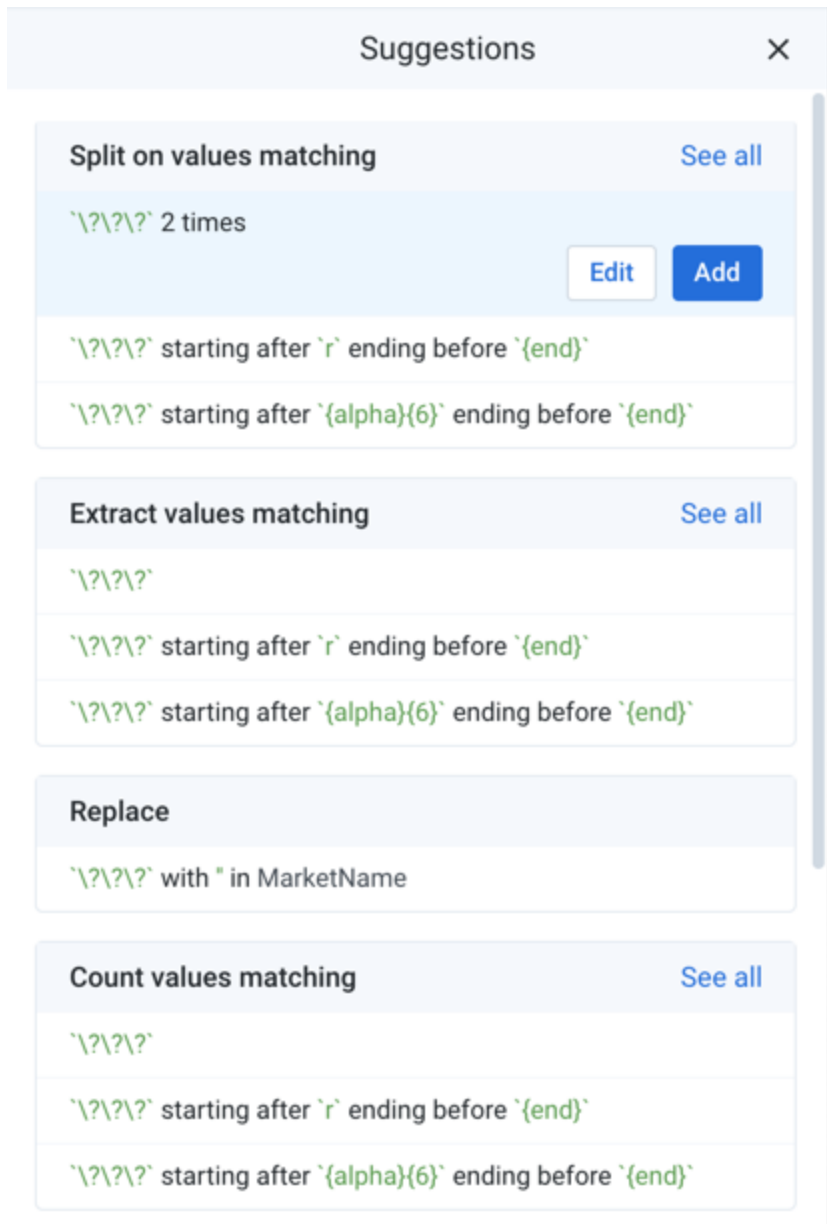 Suggestions
Split on values matching See all
`\?\?\?` 2 times
Edit Add
`\?\?\?` starting after `r` ending before `{end}`
`\?\?\?` starting after `{alpha}{6}` ending before `{end}`
Extract values matching See all
`\?\?\?`
`\?\?\?` starting after `r` ending before `{end}`
`\?\?\?` starting after `{alpha}{6}` ending before `{end}`
Replace
`\?\?\?` with '' in MarketName
Count values matching See all
`\?\?\?`
`\?\?\?` starting after `r` ending before `{end}`
`\?\?\?` starting after `{alpha}{6}` ending before `{end}`